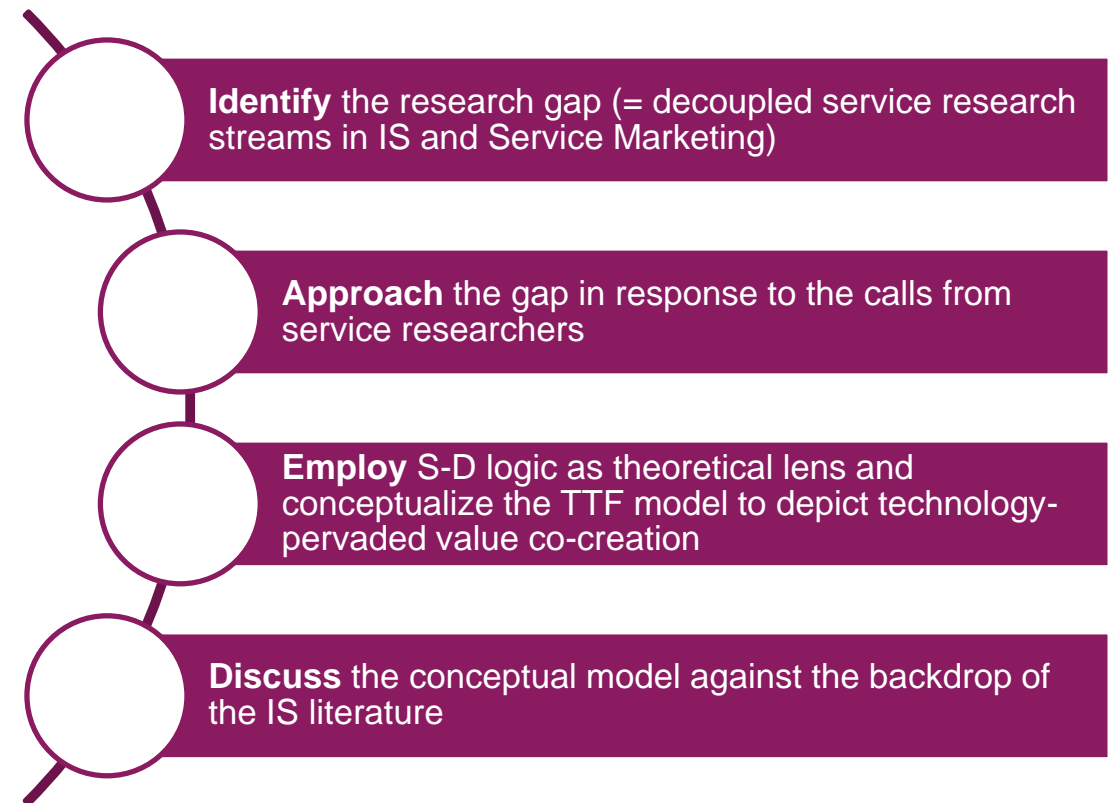 Identify the research gap (= decoupled service research
streams in IS and Service Marketing)
Approach the gap in response to the calls from
service researchers
Employ S-D logic as theoretical lens and
conceptualize the TTF model to depict technology-
pervaded value co-creation
Discuss the conceptual model against the backdrop of
the IS literature